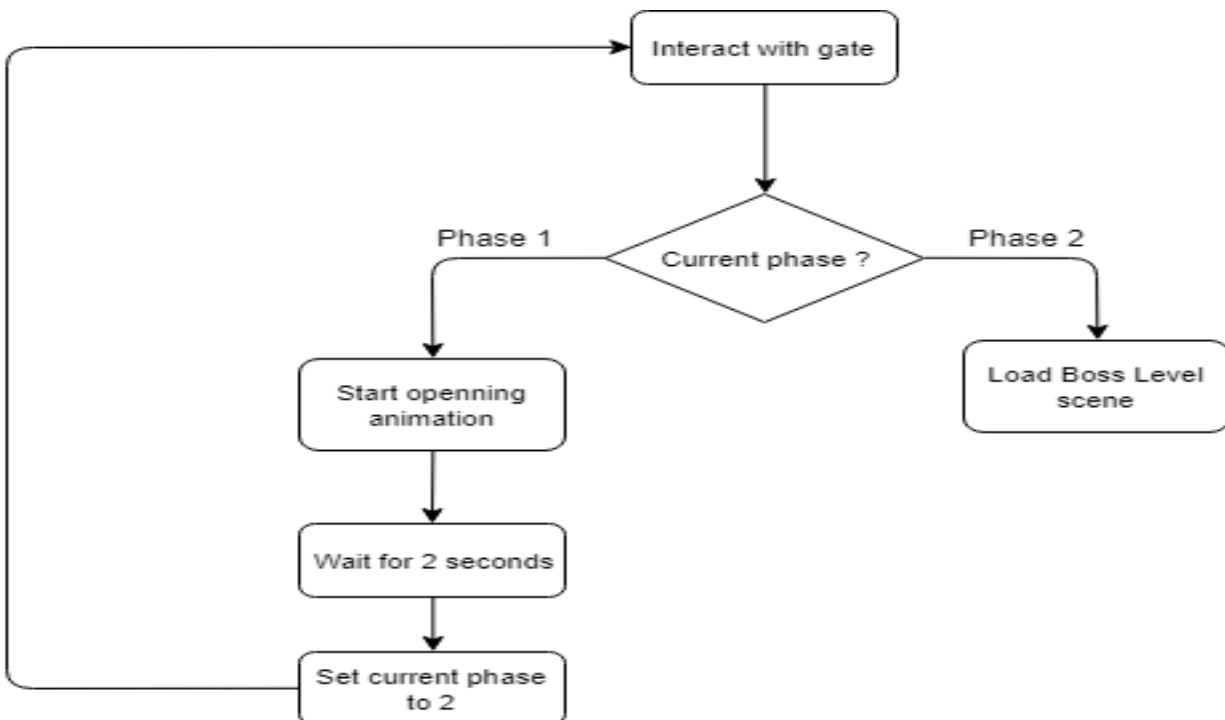 Interact with gate
Phase 1
Current phase ?
Phase 2
Start openning
animation
Load Boss Level
scene
Wait for 2 seconds
Set current phase
to 2